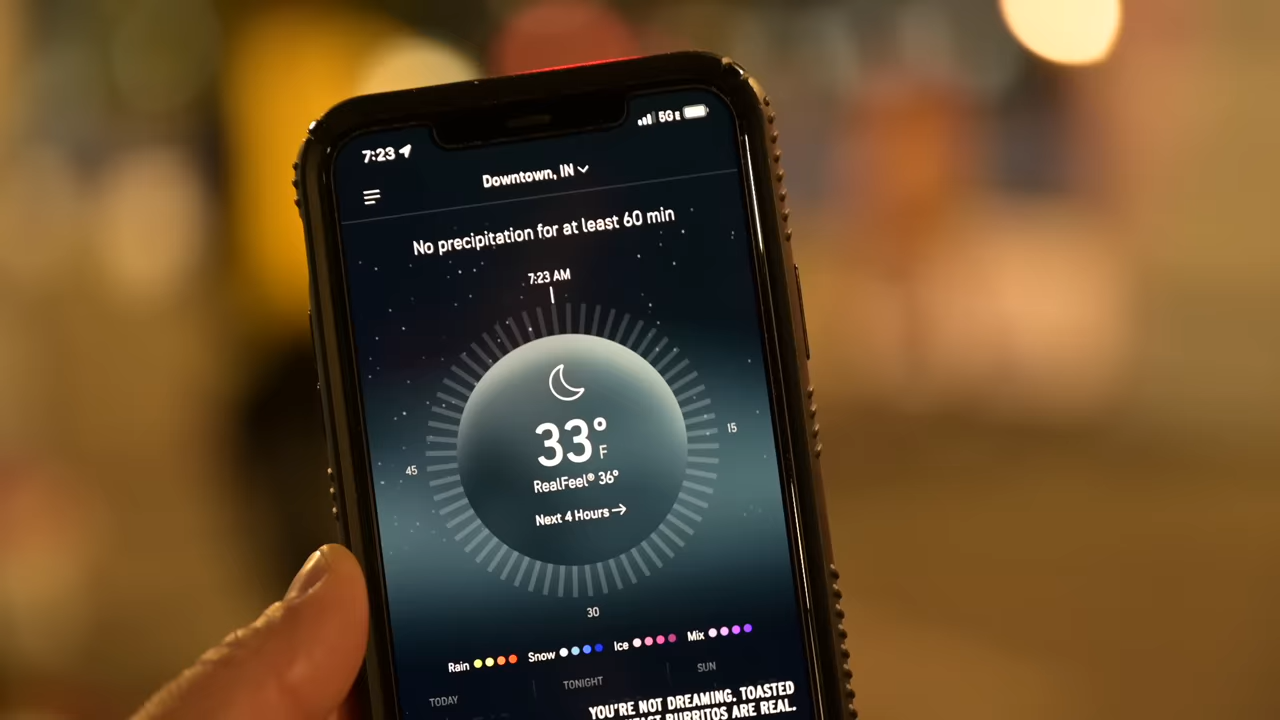 7:23
5G E
Downtown, IN
No precipitation for at least 60 min
7:23 AM
33°
F
15
45
RealFeel® 36°
Next 4 Hours →
30
Rain Snow Ice Mix
TODAY TONIGHT SUN
YOU'RE NOT DREAMING. TOASTED
BURRITOS ARE REAL.